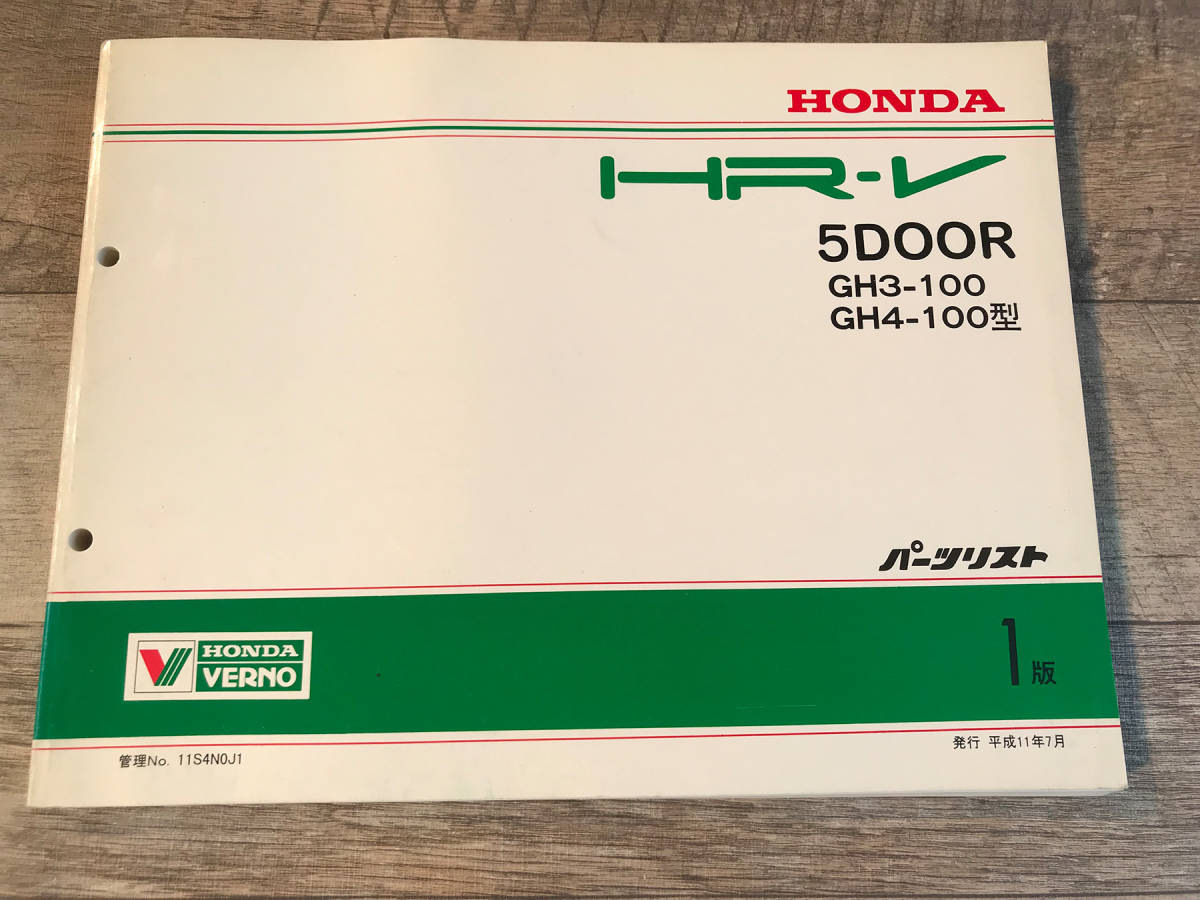 HONDA
HR-V
5DOOR
GH3-100
GH4-100型
パーツリスト
HONDA
VERNO
1版
管理No. 11S4N0J1
発行 平成11年7月